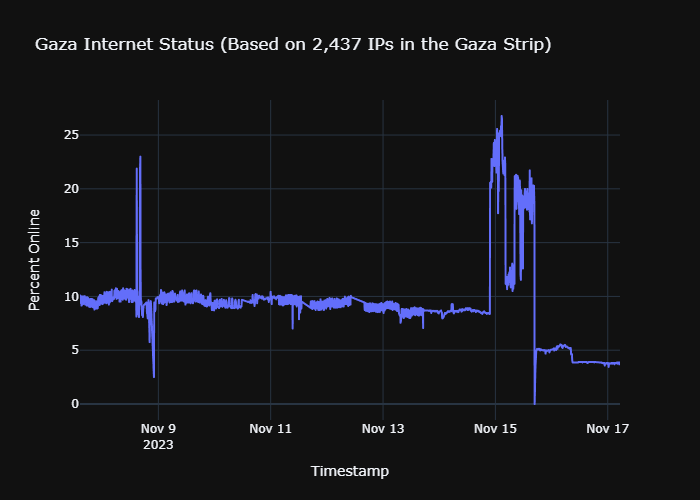 Gaza Internet Status (Based on 2,437 IPs in the Gaza Strip)
Percent Online
25
20
15
10
5
0
Nov 9 Nov 11 Nov 13 Nov 15 Nov 17
2023
Timestamp